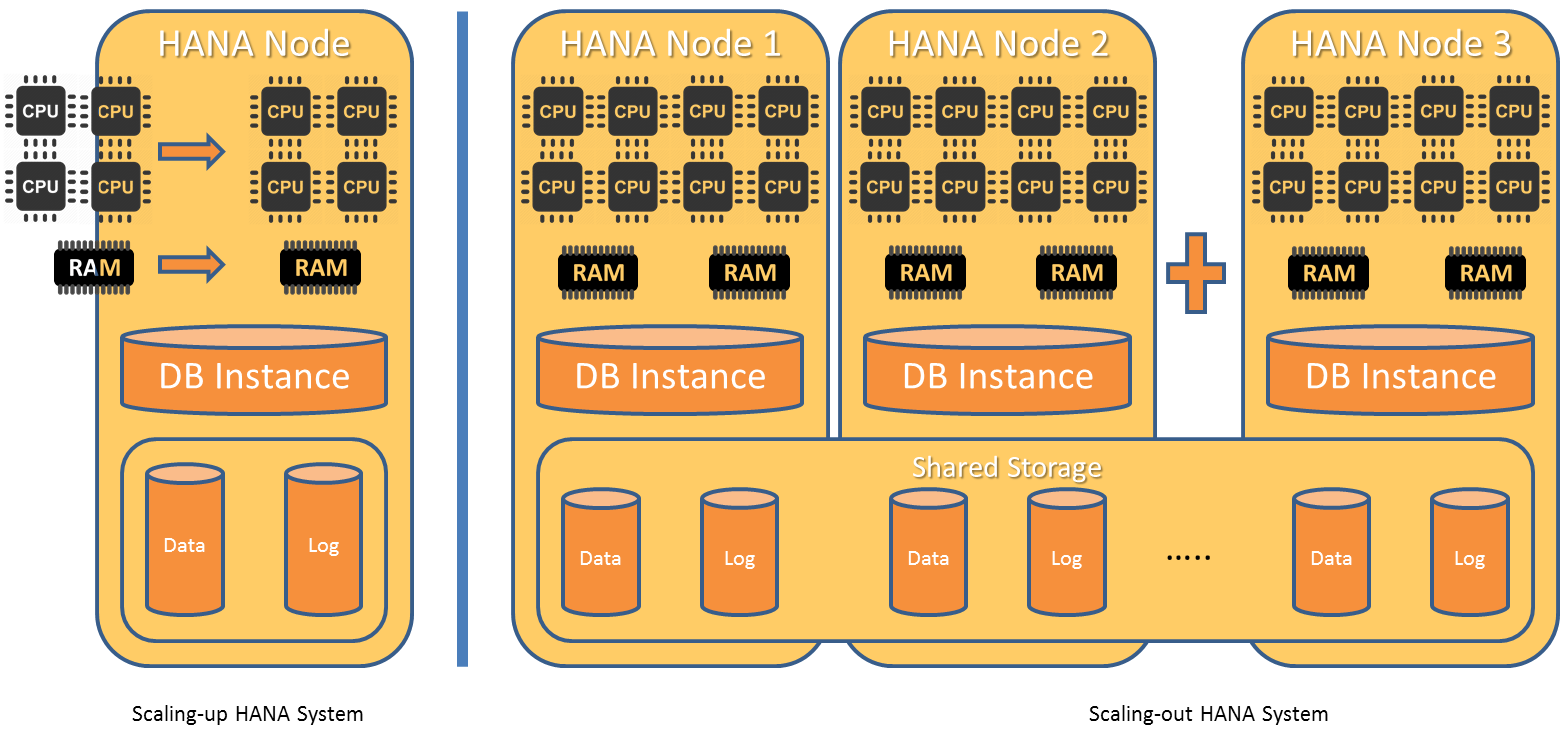 HANA Node
CPU CPU CPU CPU
CPU CPU CPU CPU
RAM RAM
DB Instance
Data Log
Scaling-up HANA System
HANA Node 1 HANA Node 2 HANA Node 3
CPU CPU CPU CPU CPU CPU CPU CPU CPU CPU CPU CPU
CPU CPU CPU CPU CPU CPU CPU CPU CPU CPU CPU CPU
RAM RAM RAM RAM RAM RAM
DB Instance DB Instance DB Instance
Shared Storage
Data Log Data Log ..... Data Log
Scaling-out HANA System